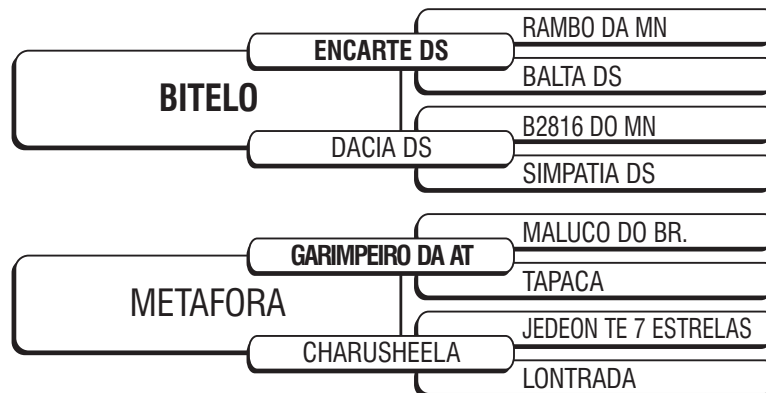 RAMBO DA MN
ENCARTE DS
BALTA DS
BITELO
B2816 DO MN
DACIA DS
SIMPATIA DS
MALUCO DO BR.
GARIMPEIRO DA AT
TAPACA
METAFORA
JEDEON TE 7 ESTRELAS
CHARUSHEELA
LONTRADA